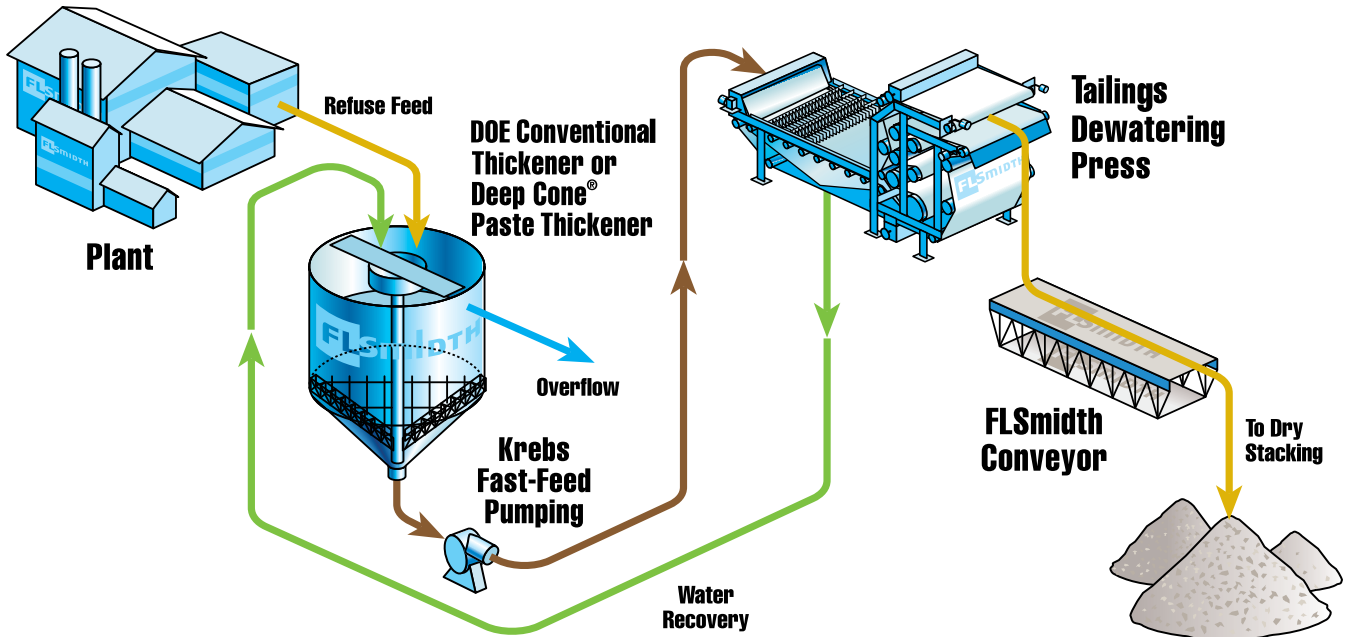 FLSmidth
FLSMIDTH
Plant
Refuse Feed
DOE Conventional
Thickener or
Deep Cone®
Paste Thickener
FLSMIDTH
Overflow
Krebs
Fast-Feed
Pumping
Water
Recovery
Tailings
Dewatering
Press
FLSMIDTH
FLSMIDTH
FLSmidth
Conveyor
To Dry
Stacking